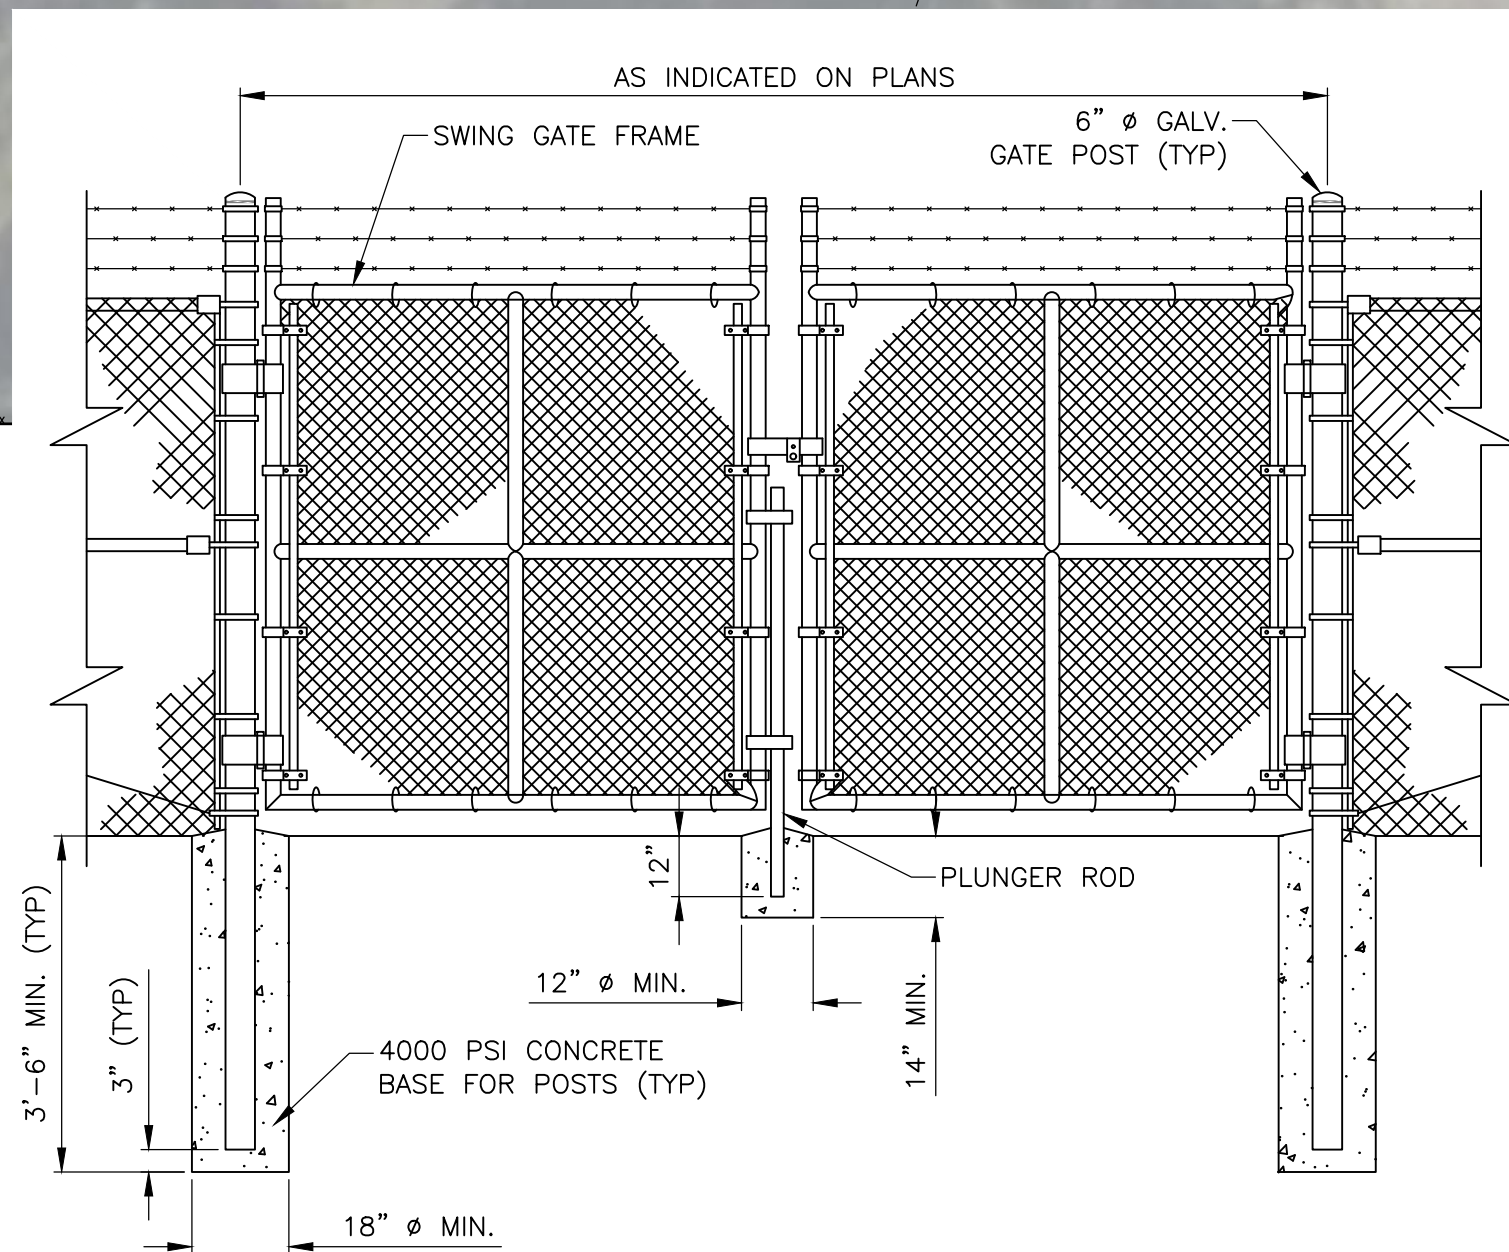 AS INDICATED ON PLANS
SWING GATE FRAME
6" ø GALV.
GATE POST (TYP)
12"
PLUNGER ROD
3'-6" MIN. (TYP)
3" (TYP)
12" ø MIN.
14" MIN.
4000 PSI CONCRETE
BASE FOR POSTS (TYP)
18" ø MIN.